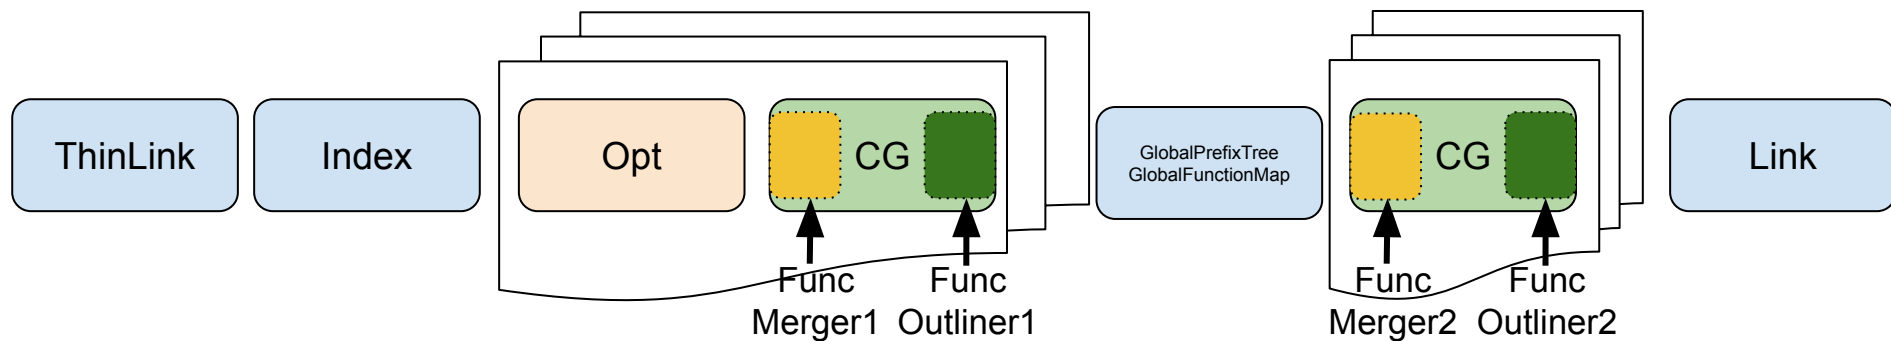 ThinLink
Index
Opt
CG
GlobalPrefixTree
GlobalFunctionMap
CG
Link
Func
Merger1
Func
Outliner1
Func
Merger2
Func
Outliner2